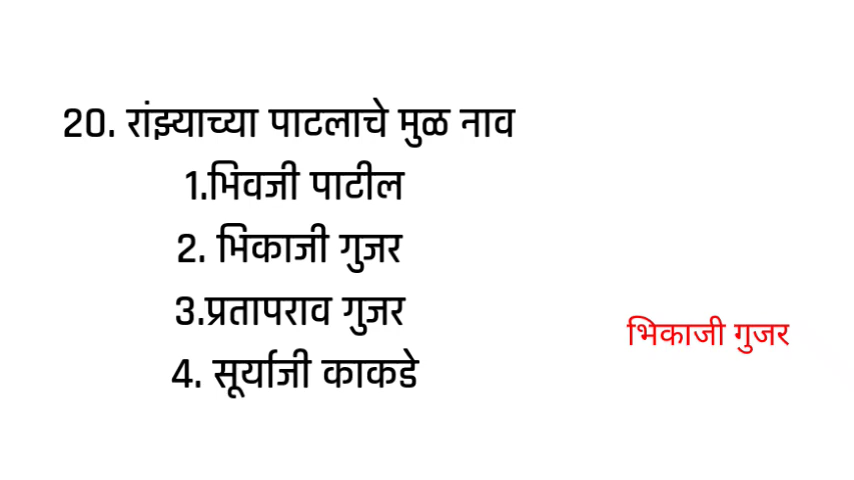 20. रांझ्याच्या पाटलाचे मुळ नाव
1.भिवजी पाटील
2. भिकाजी गुजर
3.प्रतापराव गुजर
4. सूर्याजी काकडे
भिकाजी गुजर